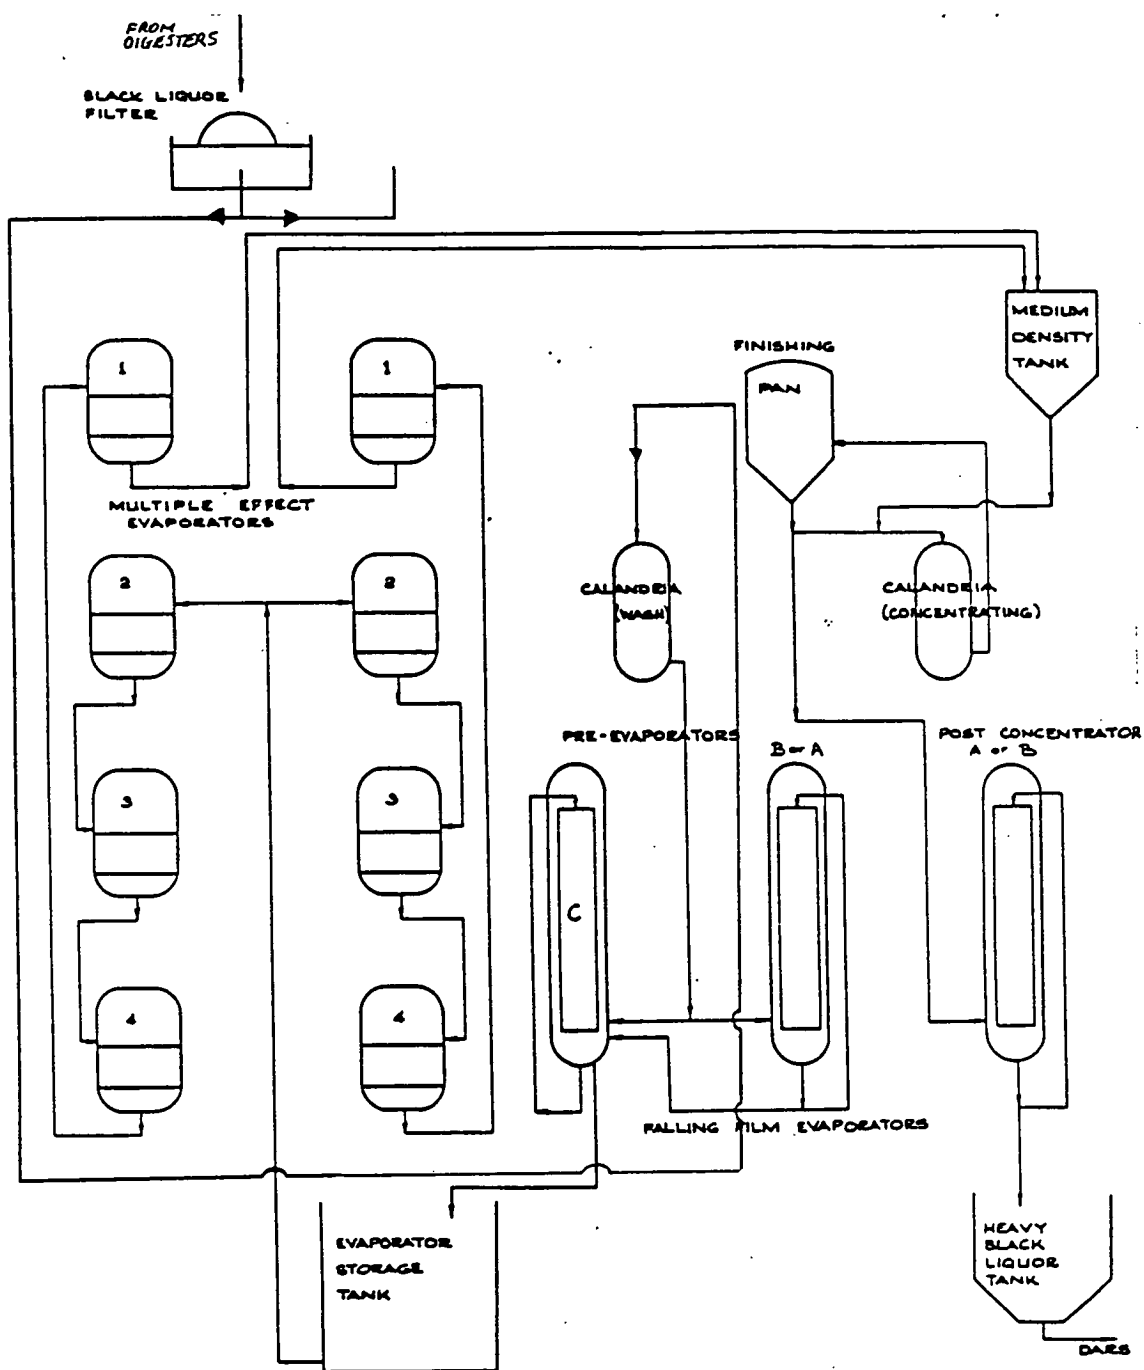 FROM
DIGESTERS
BLACK LIQUOR
FILTER
MEDIUM
DENSITY
TANK
FINISHING
PAN
1
1
MULTIPLE EFFECT
EVAPORATORS
2
2
CALANDRIA
(WASH)
CALANDRIA
(CONCENTRATING)
PRE-EVAPORATORS
B or A
POST CONCENTRATOR
A or B
3
3
C
4
4
FALLING FILM EVAPORATORS
EVAPORATOR
STORAGE
TANK
HEAVY
BLACK
LIQUOR
TANK
DARS